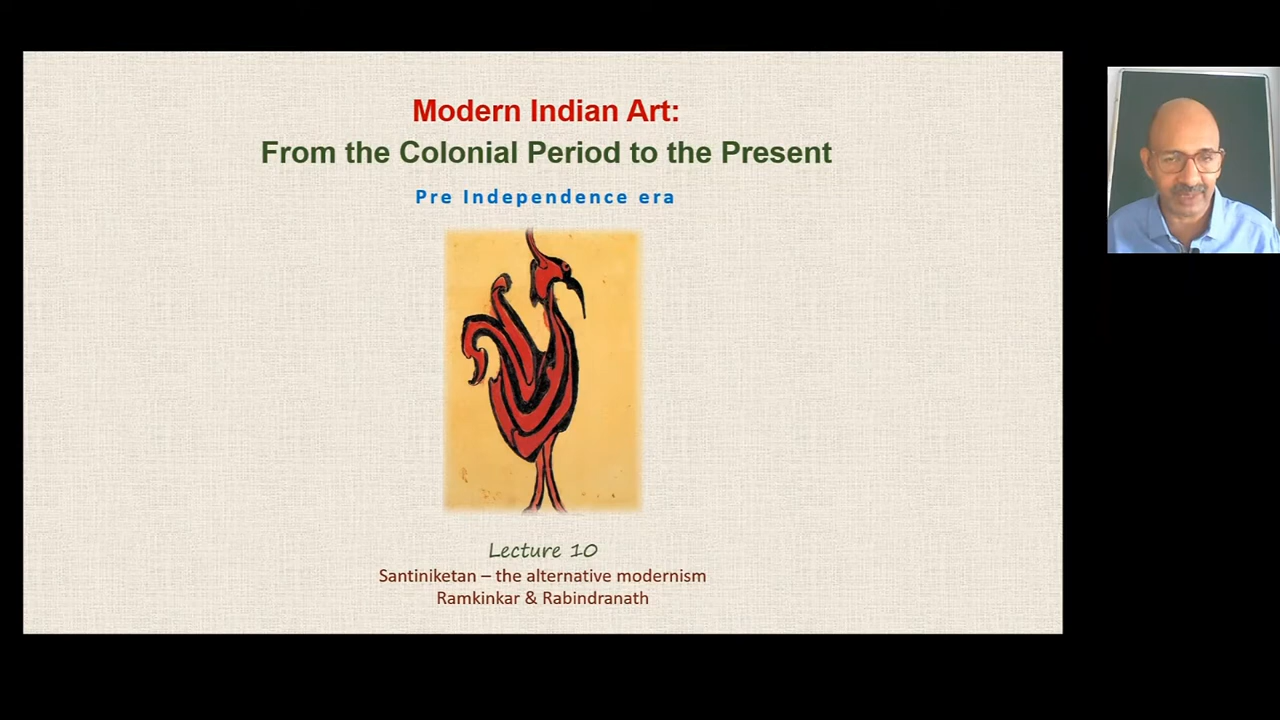 Modern Indian Art:
From the Colonial Period to the Present
Pre Independence era
Lecture 10
Santiniketan – the alternative modernism
Ramkinkar & Rabindranath